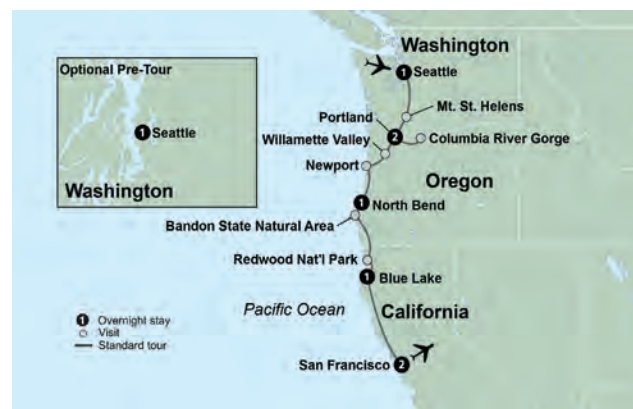 Optional Pre-Tour
1 Seattle
Washington
Washington
1 Seattle
Mt. St. Helens
Portland
2
Columbia River Gorge
Willamette Valley
Newport
Oregon
1 North Bend
Bandon State Natural Area
Redwood Nat'l Park
1 Blue Lake
Pacific Ocean
California
1 Overnight stay
Visit
Standard tour
San Francisco 2